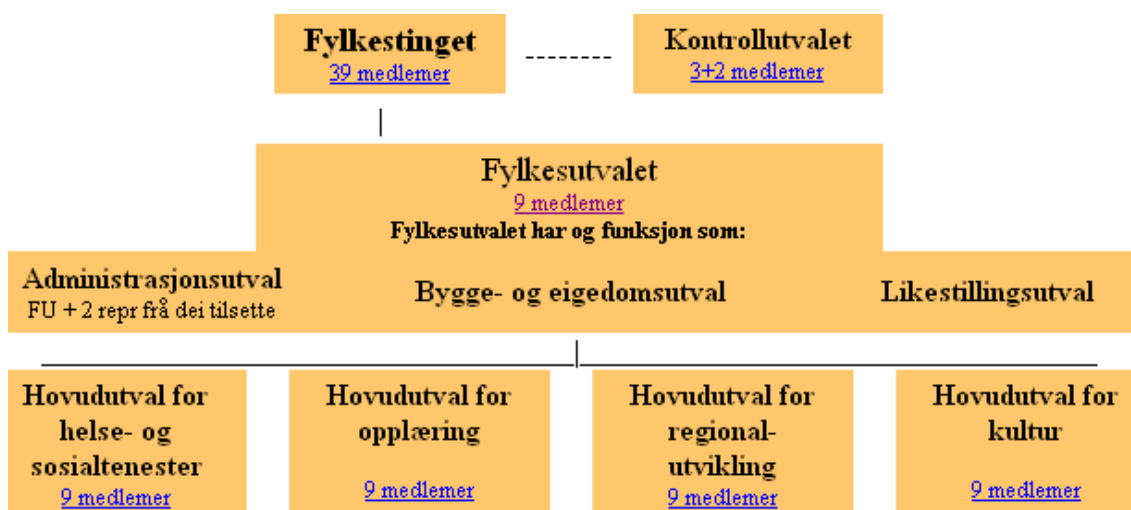 Fylkestinget
39 medlemer
Kontrollutvalet
3+2 medlemer
Fylkesutvalet
9 medlemer
Fylkesutvalet har og funksjon som:
Administrasjonsutval
FU + 2 repr frå dei tilsette
Bygge- og eigedomsutval
Likestillingsutval
Hovudutval for
helse- og
sosialtenester
9 medlemer
Hovudutval for
opplæring
9 medlemer
Hovudutval for
regional-
utvikling
9 medlemer
Hovudutval for
kultur
9 medlemer